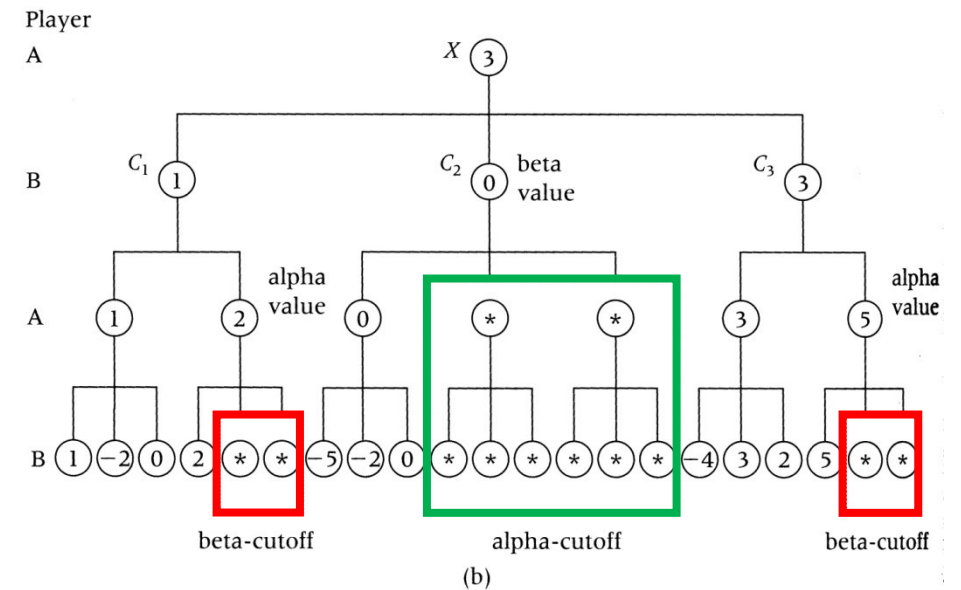 Player
A X 3
B C1 1 C2 0 beta value C3 3
A 1 2 alpha value 0 * * 3 5 alpha value
B 1 −2 0 2 * * −5 −2 0 * * * * * * −4 3 2 5 * *
beta-cutoff alpha-cutoff beta-cutoff
(b)